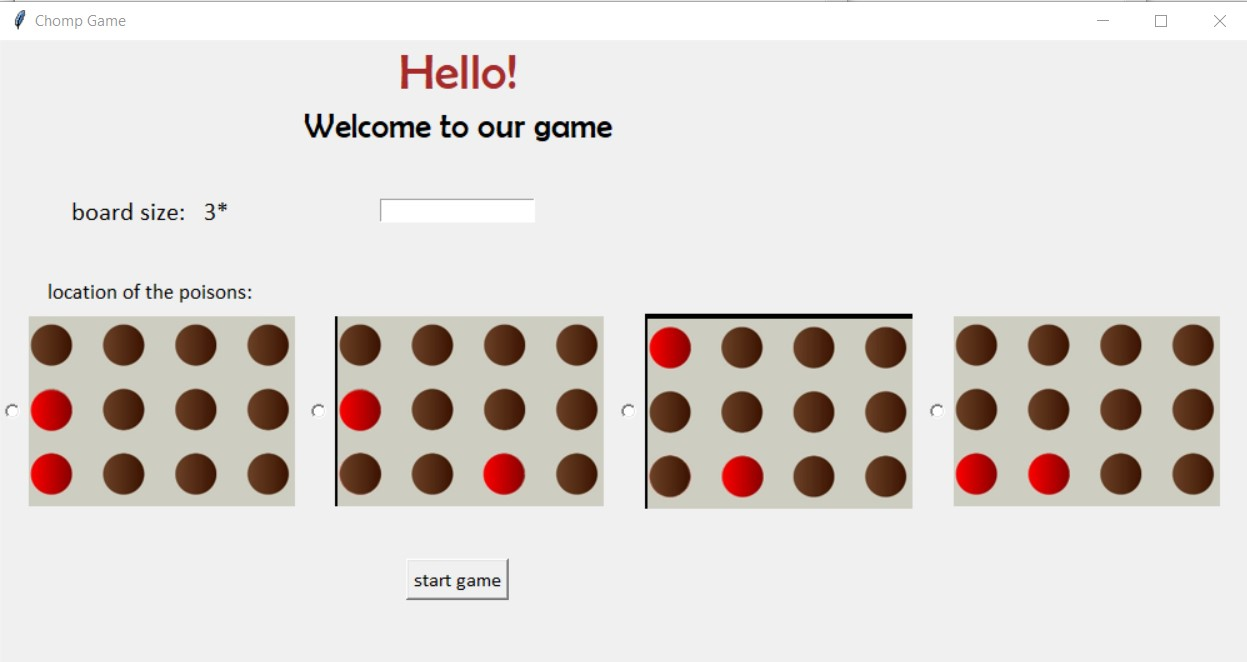 Chomp Game
Hello!
Welcome to our game
board size: 3*
location of the poisons:
start game